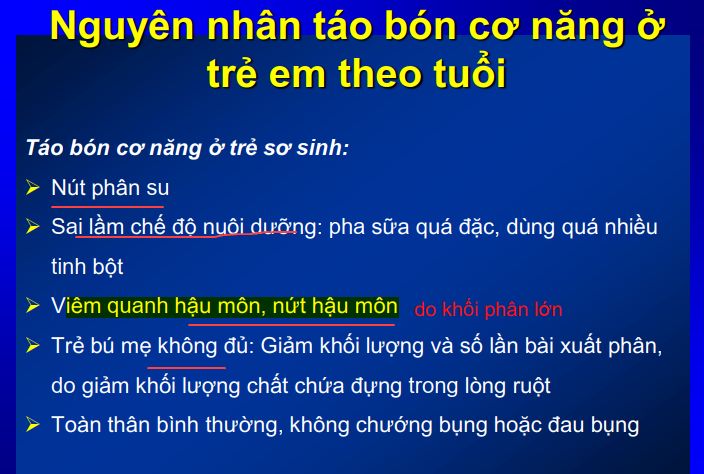 Nguyên nhân táo bón cơ năng ở
trẻ em theo tuổi
Táo bón cơ năng ở trẻ sơ sinh:
Nút phân su
Sai lầm chế độ nuôi dưỡng: pha sữa quá đặc, dùng quá nhiều
tinh bột
Viêm quanh hậu môn, nứt hậu môn do khối phân lớn
Trẻ bú mẹ không đủ: Giảm khối lượng và số lần bài xuất phân,
do giảm khối lượng chất chứa đựng trong lòng ruột
Toàn thân bình thường, không chướng bụng hoặc đau bụng